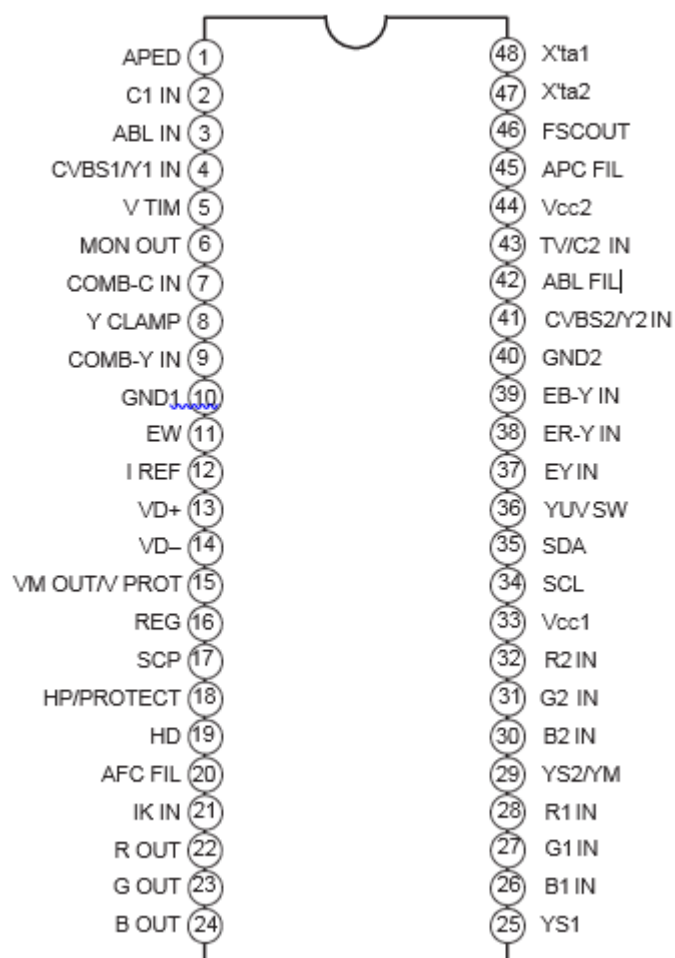 APED 1 48 X'ta1
C1 IN 2 47 X'ta2
ABL IN 3 46 FSCOUT
CVBS1/Y1 IN 4 45 APC FIL
V TIM 5 44 Vcc2
MON OUT 6 43 TV/C2 IN
COMB-C IN 7 42 ABL FIL
Y CLAMP 8 41 CVBS2/Y2 IN
COMB-Y IN 9 40 GND2
GND1 10 39 EB-Y IN
EW 11 38 ER-Y IN
I REF 12 37 EY IN
VD+ 13 36 YUV SW
VD– 14 35 SDA
VM OUT/V PROT 15 34 SCL
REG 16 33 Vcc1
SCP 17 32 R2 IN
HP/PROTECT 18 31 G2 IN
HD 19 30 B2 IN
AFC FIL 20 29 YS2/YM
IK IN 21 28 R1 IN
R OUT 22 27 G1 IN
G OUT 23 26 B1 IN
B OUT 24 25 YS1